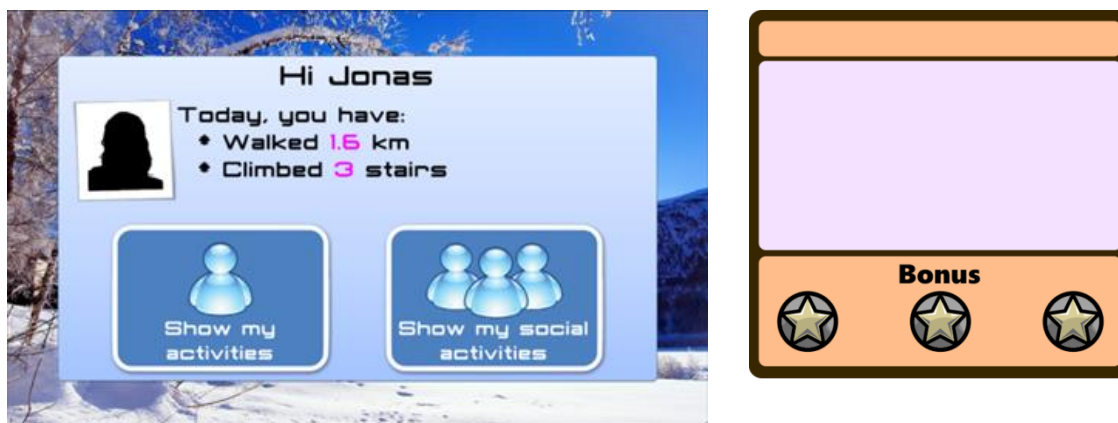 Hi Jonas
Today, you have:
• Walked 1.6 km
• Climbed 3 stairs
Show my
activities
Show my social
activities
Bonus